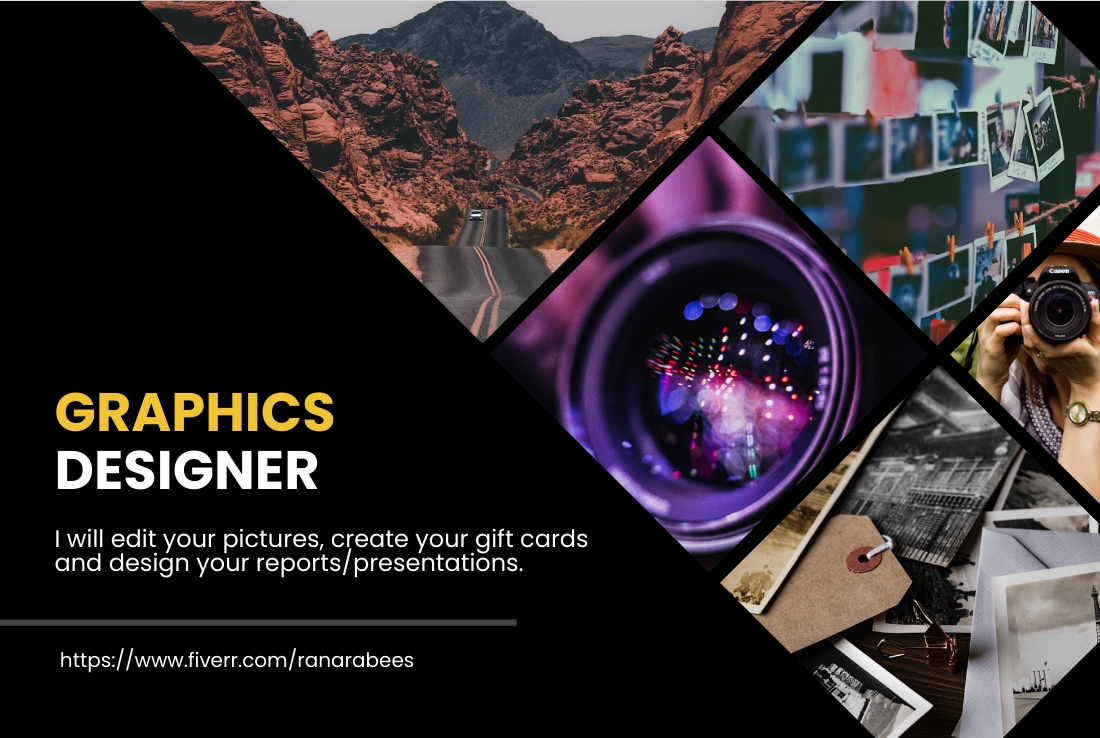 GRAPHICS
DESIGNER
I will edit your pictures, create your gift cards
and design your reports/presentations.
https://www.fiverr.com/ranarabees
Canon